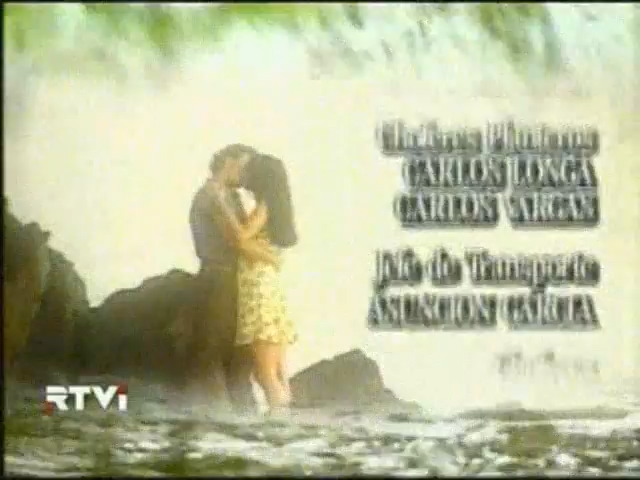 CARLOS LONGA
CARLOS VARGAS
Jefe de Transporte
ASUNCION GARCIA
RTVi